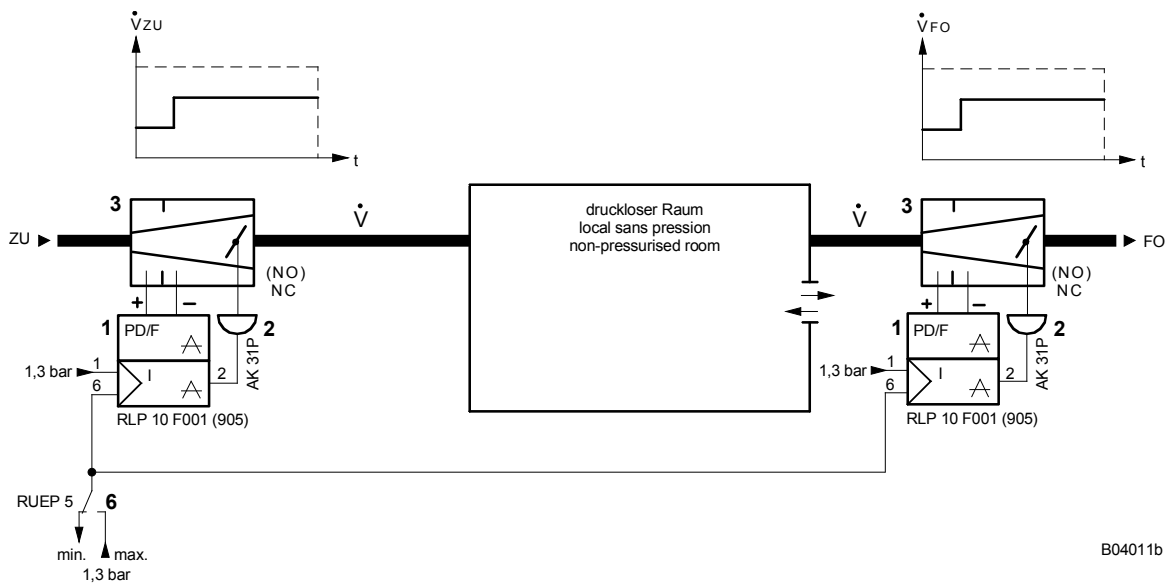 V̇ZU
V̇FO
t
t
3
V̇
druckloser Raum
local sans pression
non-pressurised room
V̇
3
ZU
FO
(NO)
NC
(NO)
NC
+
–
+
–
1
PD/F
2
AK 31P
1
PD/F
2
AK 31P
1,3 bar
1
6
I
2
1,3 bar
1
6
I
2
RLP 10 F001 (905)
RLP 10 F001 (905)
RUEP 5
6
min.
max.
1,3 bar
B04011b